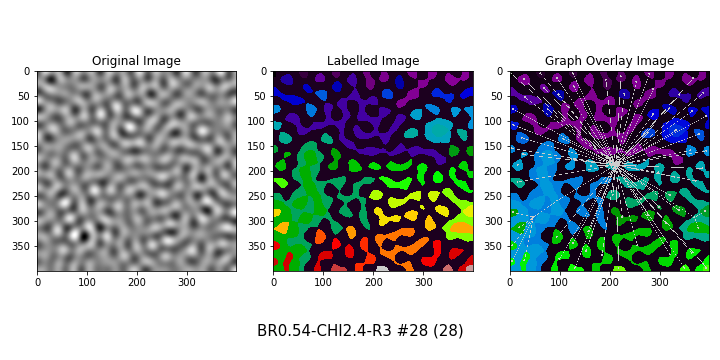 Original Image Labelled Image Graph Overlay Image
0 0 0
50 50 50
100 100 100
150 150 150
200 200 200
250 250 250
300 300 300
350 350 350
0 100 200 300 0 100 200 300 0 100 200 300
BR0.54-CHI2.4-R3 #28 (28)